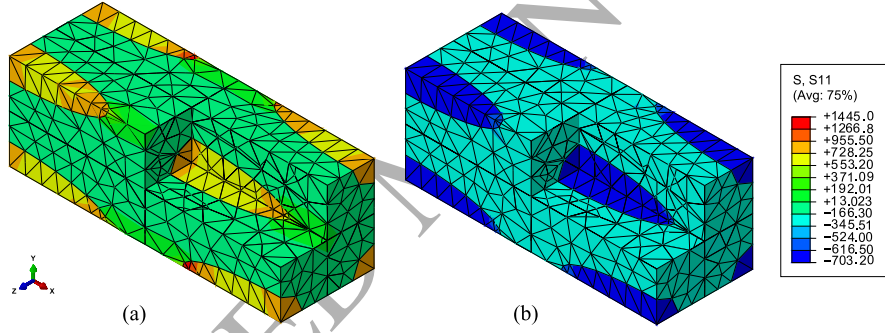 S, S11
(Avg: 75%)
+1445.0
+1266.8
+955.50
+728.25
+553.20
+371.09
+192.01
+13.023
−166.30
−345.51
−524.00
−616.50
−703.20
Y
Z X
(a)
(b)